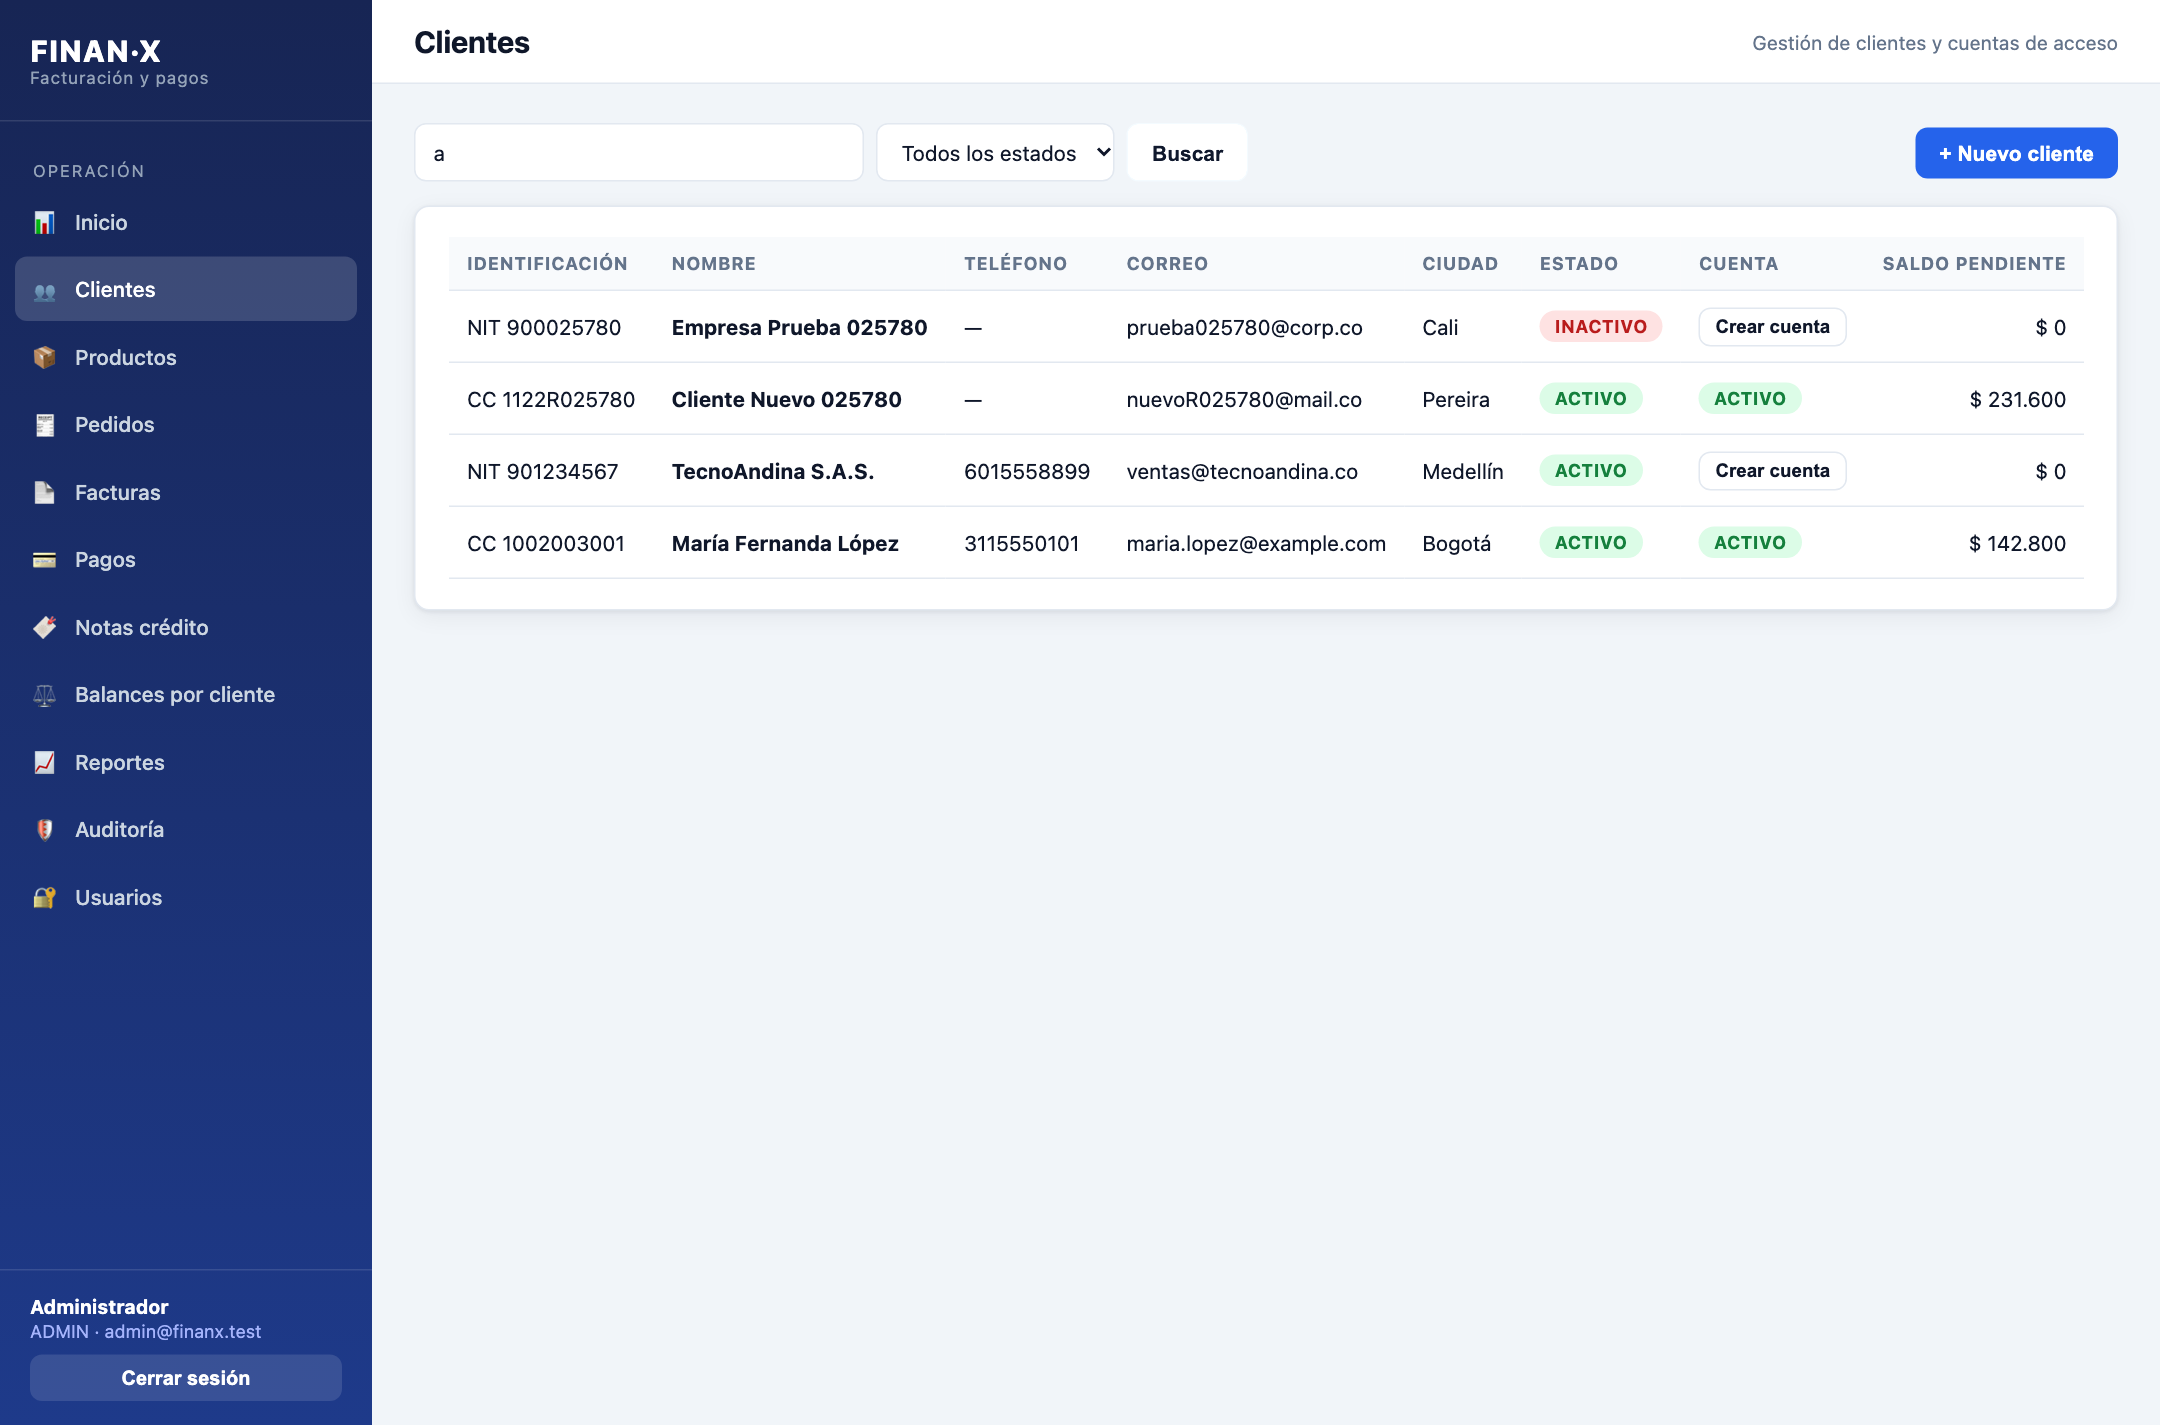 FINAN·X
Facturación y pagos
OPERACIÓN
Inicio
Clientes
Productos
Pedidos
Facturas
Pagos
Notas crédito
Balances por cliente
Reportes
Auditoría
Usuarios
Administrador
ADMIN · admin@finanx.test
Cerrar sesión
Clientes
Gestión de clientes y cuentas de acceso
a
Todos los estados
Buscar
+ Nuevo cliente
IDENTIFICACIÓN NOMBRE TELÉFONO CORREO CIUDAD ESTADO CUENTA SALDO PENDIENTE
NIT 900025780 Empresa Prueba 025780 — prueba025780@corp.co Cali INACTIVO Crear cuenta $ 0
CC 1122R025780 Cliente Nuevo 025780 — nuevoR025780@mail.co Pereira ACTIVO ACTIVO $ 231.600
NIT 901234567 TecnoAndina S.A.S. 6015558899 ventas@tecnoandina.co Medellín ACTIVO Crear cuenta $ 0
CC 1002003001 María Fernanda López 3115550101 maria.lopez@example.com Bogotá ACTIVO ACTIVO $ 142.800